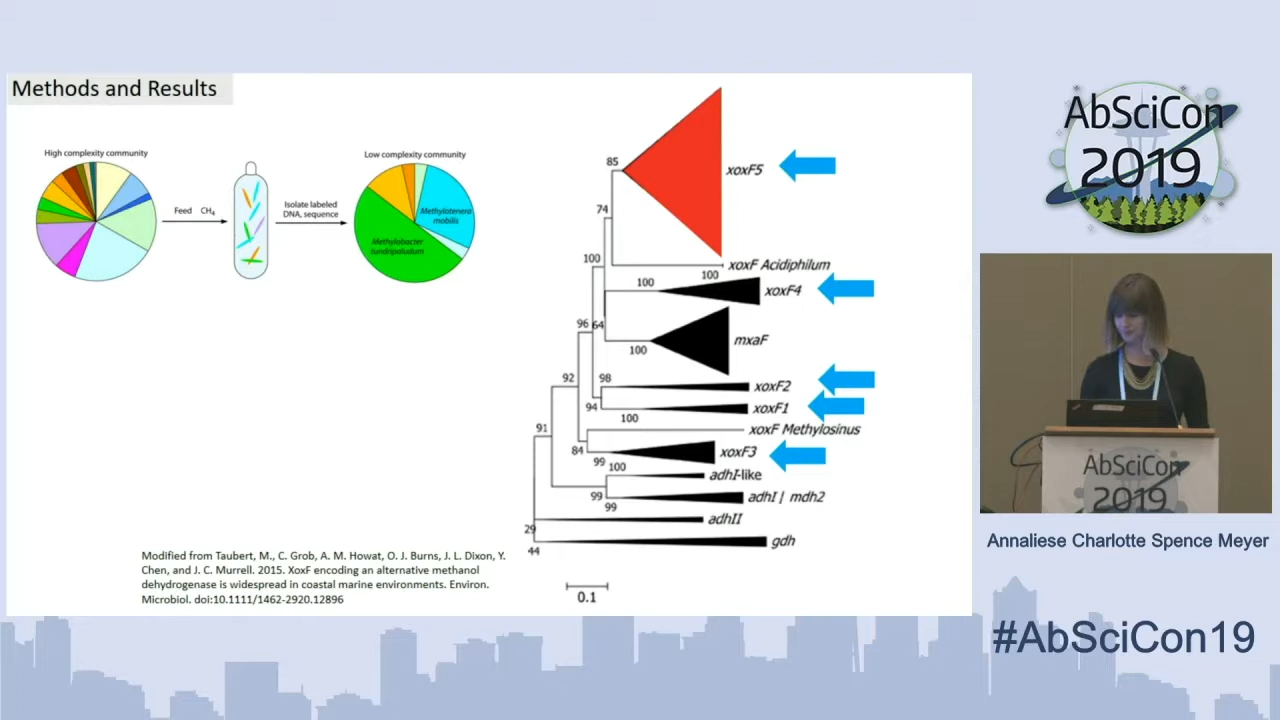 Methods and Results
High complexity community
Feed CH4
Isolate labeled
DNA, sequence
Low complexity community
Methylotenera
mobilis
Methylobacter
tundripaludum
85
xoxF5
74
100
xoxF Acidiphilum
100
100
xoxF4
96
64
mxaF
100
92
98
xoxF2
94
xoxF1
100
91
xoxF Methylosinus
84
xoxF3
99
100
adhI-like
99
adhI | mdh2
99
adhII
29
gdh
44
0.1
Modified from Taubert, M., C. Grob, A. M. Howat, O. J. Burns, J. L. Dixon, Y.
Chen, and J. C. Murrell. 2015. XoxF encoding an alternative methanol
dehydrogenase is widespread in coastal marine environments. Environ.
Microbiol. doi:10.1111/1462-2920.12896
AbSciCon
2019
AbSciCon
2019
Annaliese Charlotte Spence Meyer
#AbSciCon19